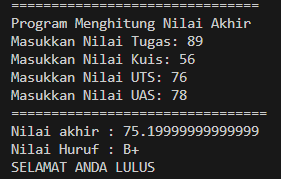 ===============================
Program Menghitung Nilai Akhir
Masukkan Nilai Tugas: 89
Masukkan Nilai Kuis: 56
Masukkan Nilai UTS: 76
Masukkan Nilai UAS: 78
================================
Nilai akhir : 75.19999999999999
Nilai Huruf : B+
SELAMAT ANDA LULUS